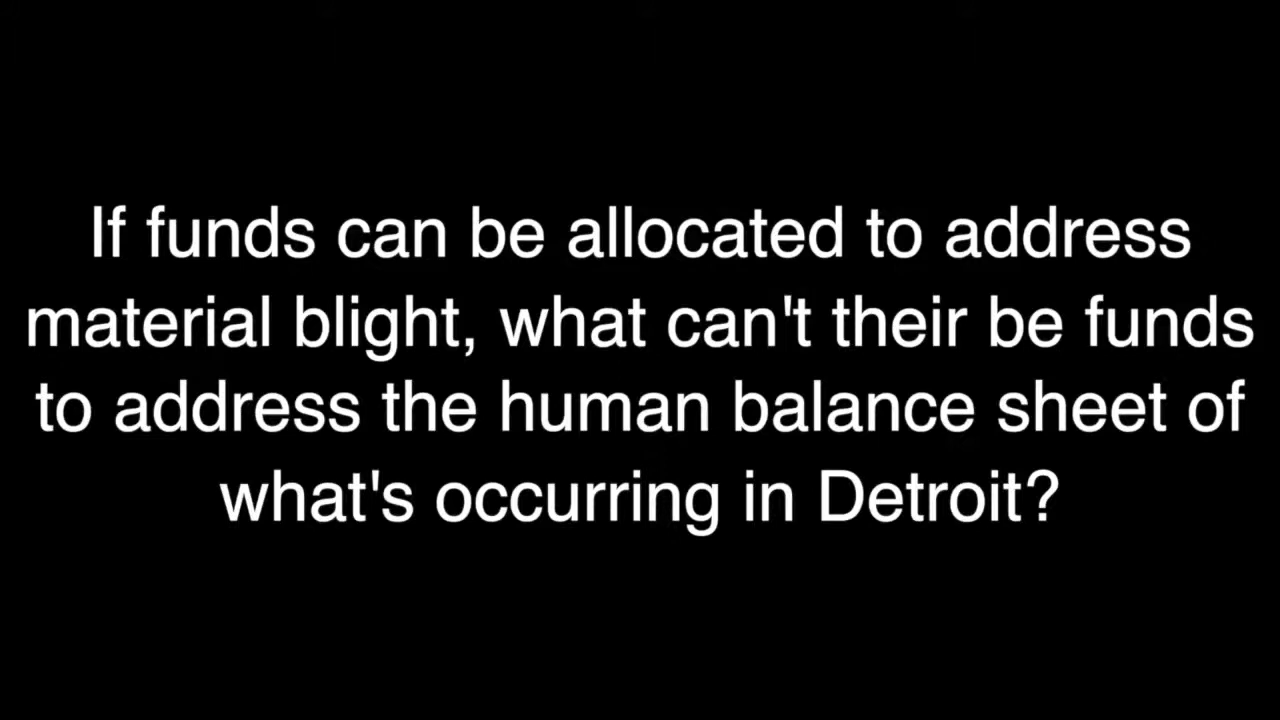 If funds can be allocated to address
material blight, what can't their be funds
to address the human balance sheet of
what's occurring in Detroit?